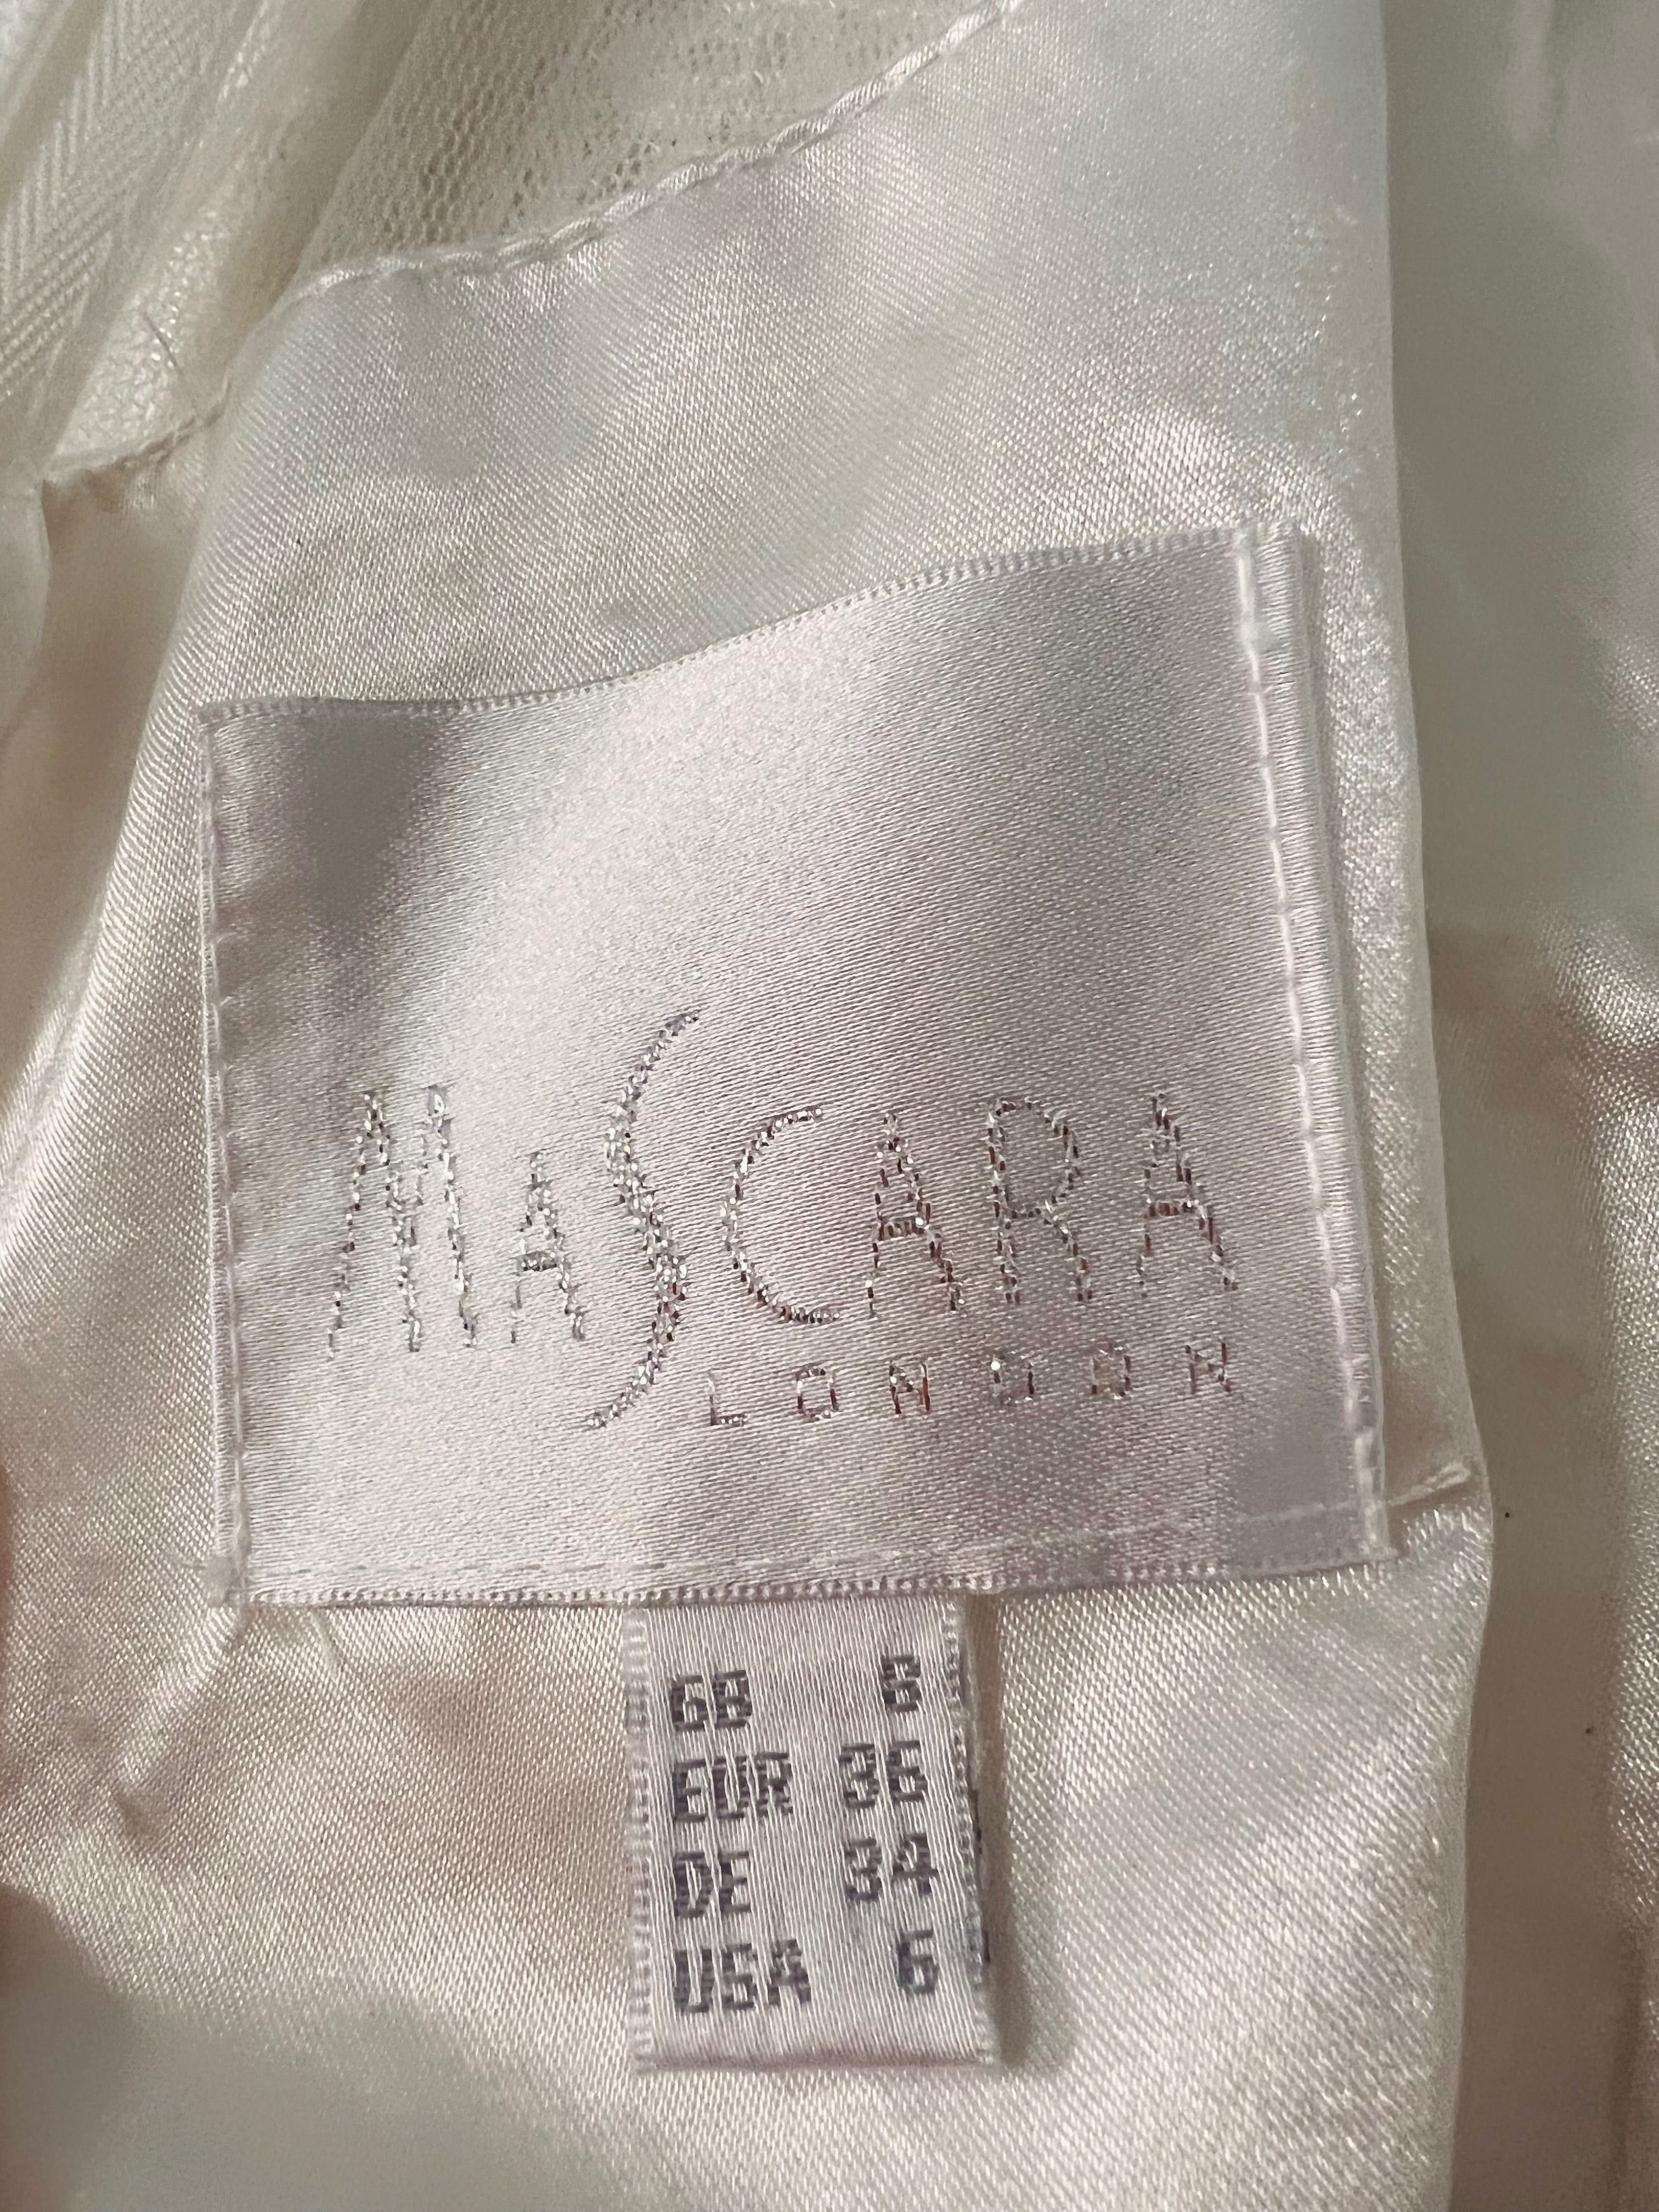 MASCARA
LONDON
GB 8
EUR 36
DE 34
USA 6